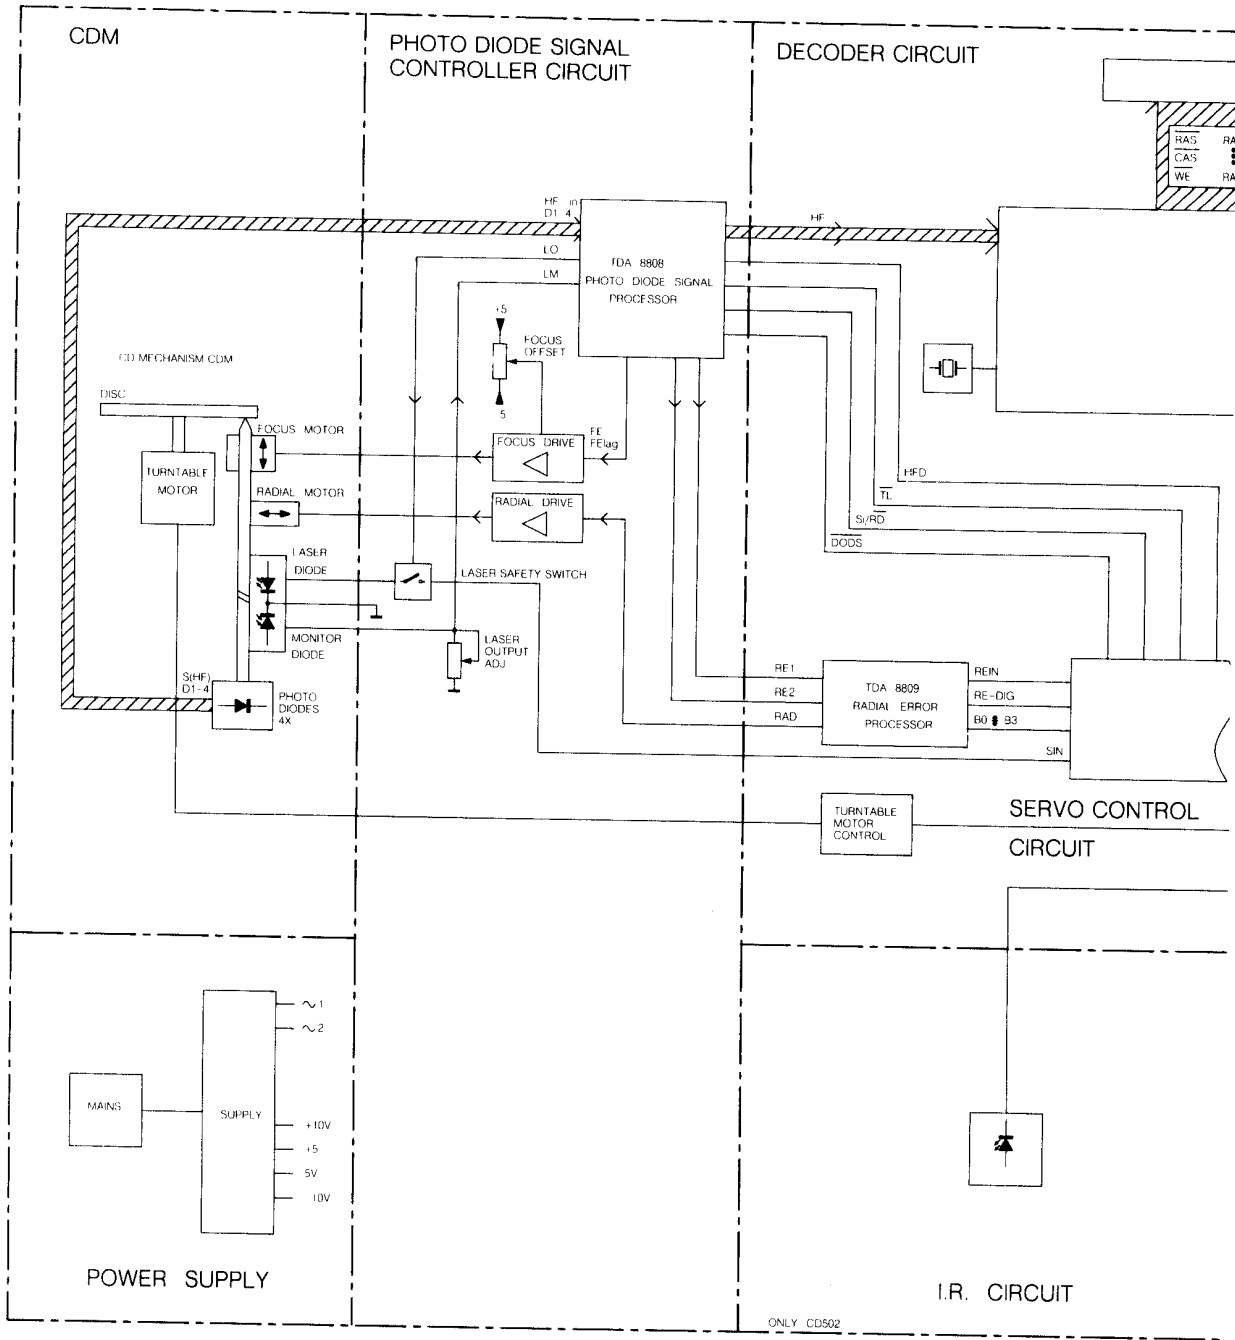 CDM
PHOTO DIODE SIGNAL
CONTROLLER CIRCUIT
DECODER CIRCUIT
RAS RA
CAS
WE RA
HF in
D1-4
HF
LO
LM
TDA 8808
PHOTO DIODE SIGNAL
PROCESSOR
+5
FOCUS
OFFSET
5
CD MECHANISM CDM
DISC
FOCUS MOTOR
TURNTABLE
MOTOR
FOCUS DRIVE
FE
FElag
RADIAL MOTOR
RADIAL DRIVE
HFD
TL
SI/RD
DODS
LASER
DIODE
LASER SAFETY SWITCH
MONITOR
DIODE
LASER
OUTPUT
ADJ
S(HF)
D1-4
PHOTO
DIODES
4X
RE1
RE2
RAD
TDA 8809
RADIAL ERROR
PROCESSOR
REIN
RE-DIG
B0 B3
SIN
TURNTABLE
MOTOR
CONTROL
SERVO CONTROL
CIRCUIT
MAINS
SUPPLY
~1
~2
+10V
+5
5V
10V
POWER SUPPLY
I.R. CIRCUIT
ONLY CD502